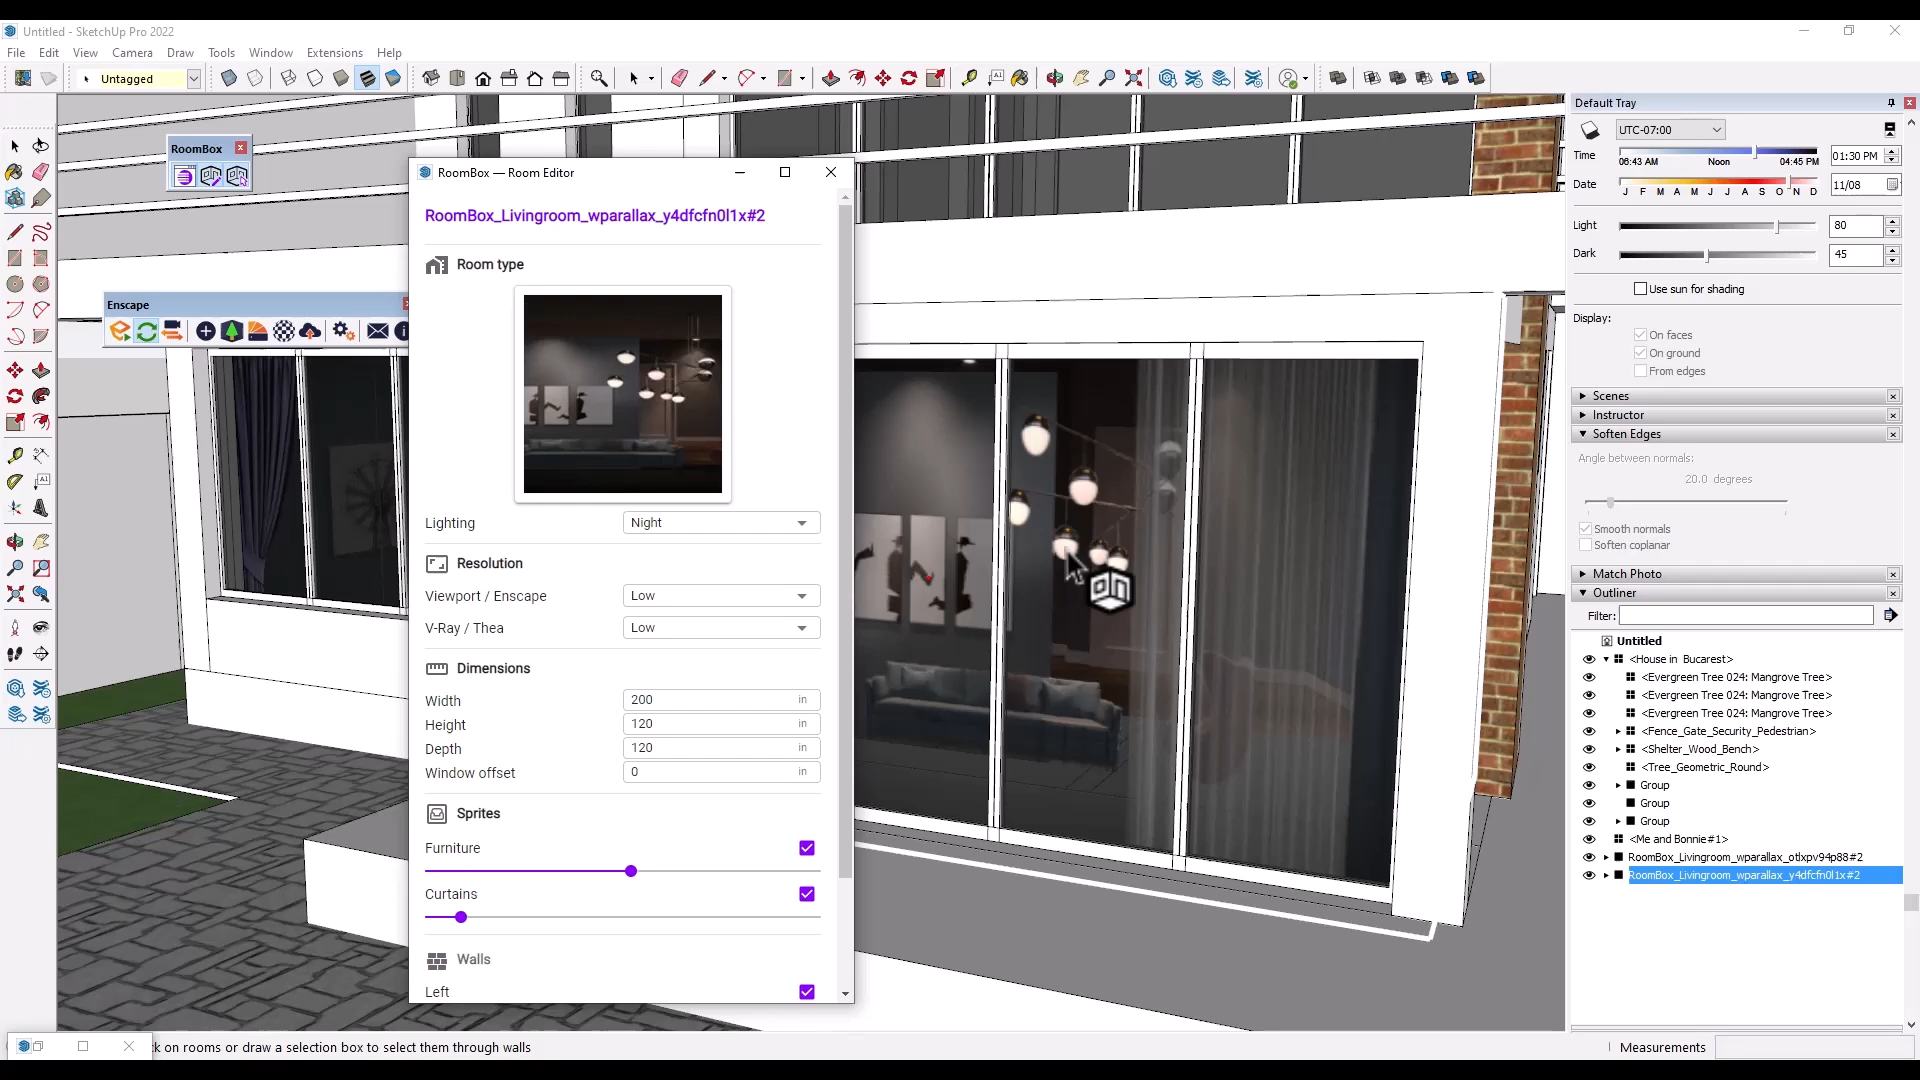 Untitled - SketchUp Pro 2022
File Edit View Camera Draw Tools Window Extensions Help
Untagged
RoomBox
Enscape
RoomBox — Room Editor
RoomBox_Livingroom_wparallax_y4dfcfn0l1x#2
Room type
Lighting Night
Resolution
Viewport / Enscape Low
V-Ray / Thea Low
Dimensions
Width 200 in
Height 120 in
Depth 120 in
Window offset 0 in
Sprites
Furniture
Curtains
Walls
Left
Default Tray
UTC-07:00
Time 06:43 AM Noon 04:45 PM 01:30 PM
Date J F M A M J J A S O N D 11/08
Light 80
Dark 45
Use sun for shading
Display:
On faces
On ground
From edges
Scenes
Instructor
Soften Edges
Angle between normals:
20.0 degrees
Smooth normals
Soften coplanar
Match Photo
Outliner
Filter:
Untitled
<House in Bucarest>
<Evergreen Tree 024: Mangrove Tree>
<Evergreen Tree 024: Mangrove Tree>
<Evergreen Tree 024: Mangrove Tree>
<Fence_Gate_Security_Pedestrian>
<Shelter_Wood_Bench>
<Tree_Geometric_Round>
Group
Group
Group
<Me and Bonnie#1>
RoomBox_Livingroom_wparallax_otlxpv94p88#2
RoomBox_Livingroom_wparallax_y4dfcfn0l1x#2
on rooms or draw a selection box to select them through walls
Measurements